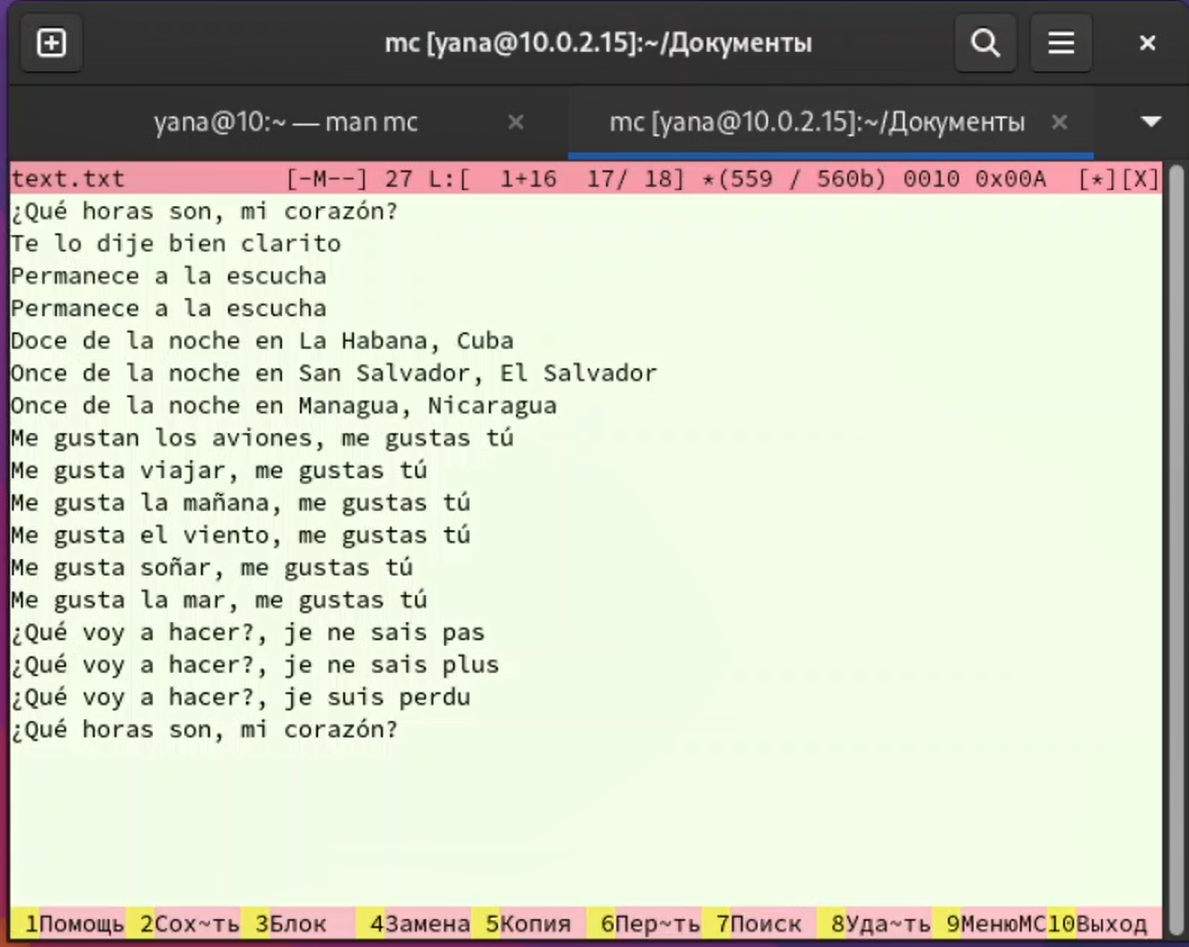 mc [yana@10.0.2.15]:~/Документы
yana@10:~ — man mc × mc [yana@10.0.2.15]:~/Документы ×
text.txt [-M--] 27 L:[ 1+16 17/ 18] *(559 / 560b) 0010 0x00A [*][X]
¿Qué horas son, mi corazón?
Te lo dije bien clarito
Permanece a la escucha
Permanece a la escucha
Doce de la noche en La Habana, Cuba
Once de la noche en San Salvador, El Salvador
Once de la noche en Managua, Nicaragua
Me gustan los aviones, me gustas tú
Me gusta viajar, me gustas tú
Me gusta la mañana, me gustas tú
Me gusta el viento, me gustas tú
Me gusta soñar, me gustas tú
Me gusta la mar, me gustas tú
¿Qué voy a hacer?, je ne sais pas
¿Qué voy a hacer?, je ne sais plus
¿Qué voy a hacer?, je suis perdu
¿Qué horas son, mi corazón?
1Помощь 2Сох~ть 3Блок 4Замена 5Копия 6Пер~ть 7Поиск 8Уда~ть 9МенюMC 10Выход